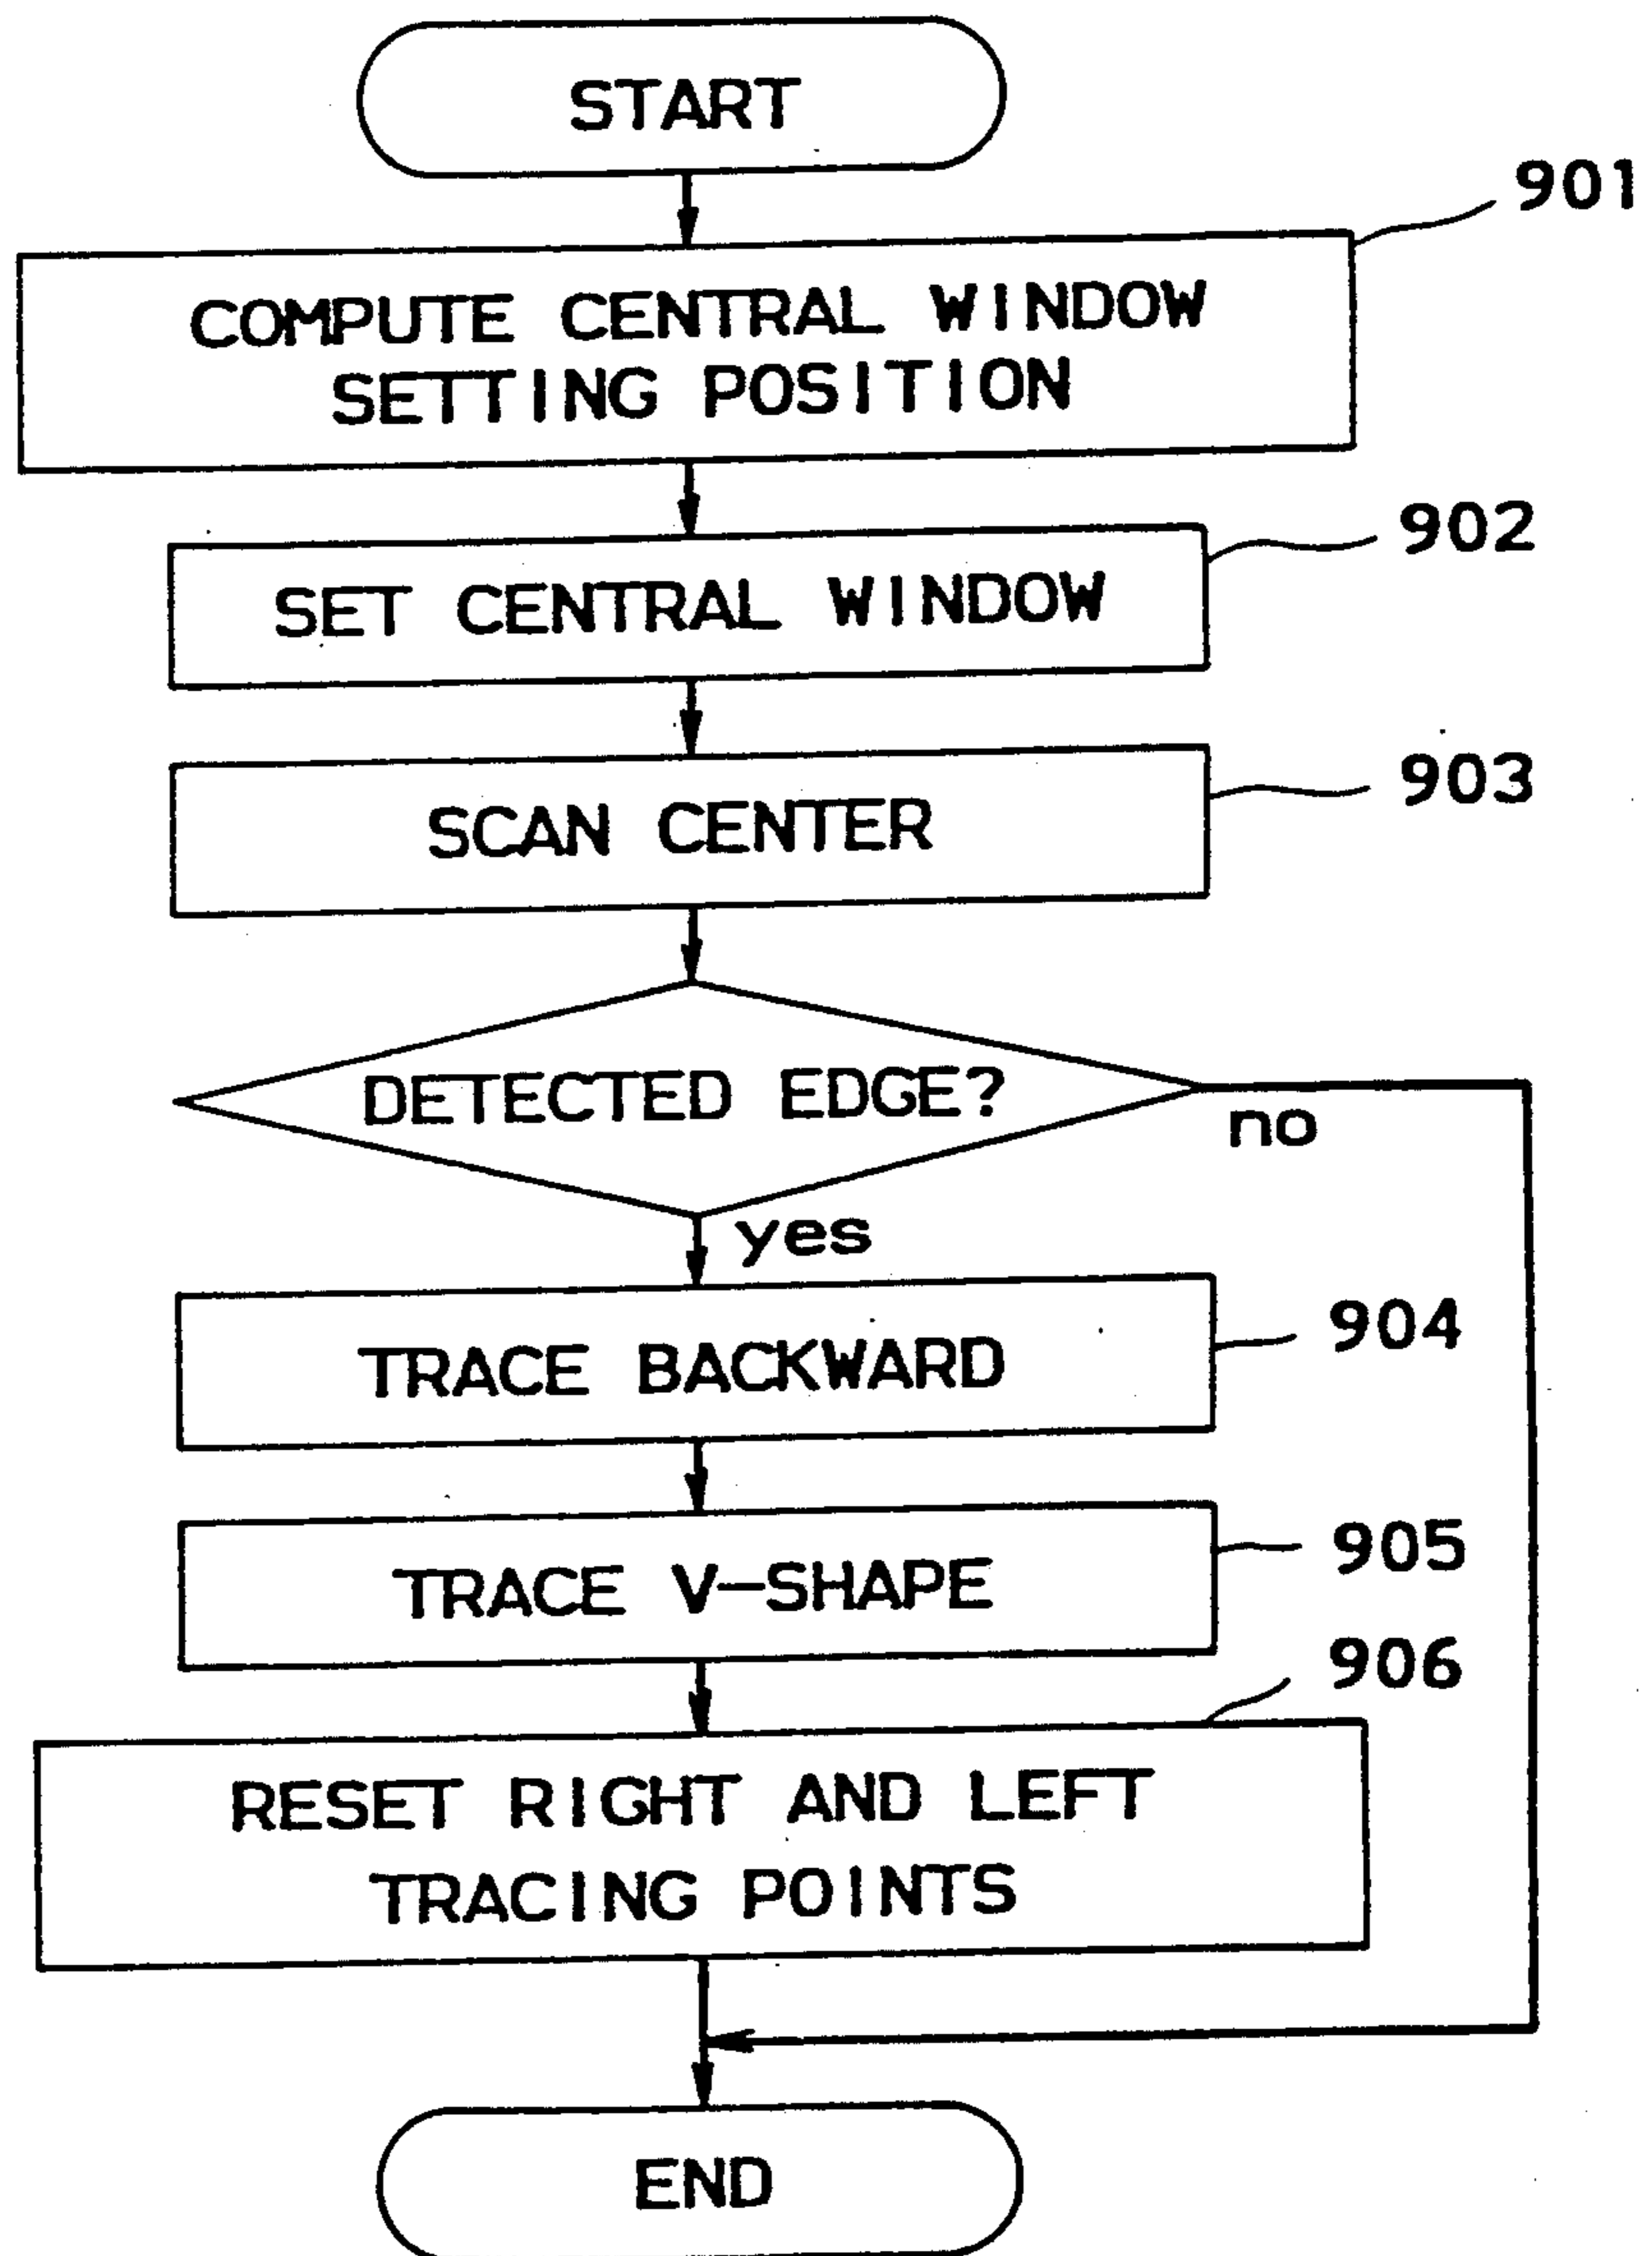 START
901
COMPUTE CENTRAL WINDOW
SETTING POSITION
902
SET CENTRAL WINDOW
903
SCAN CENTER
DETECTED EDGE?
no
yes
904
TRACE BACKWARD
905
TRACE V-SHAPE
906
RESET RIGHT AND LEFT
TRACING POINTS
END